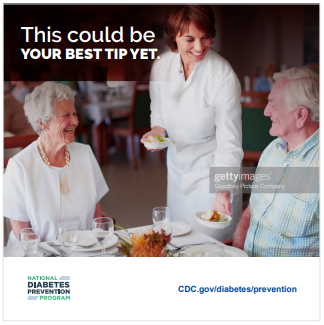 This could be
YOUR BEST TIP YET.
gettyimages
Goodboy Picture Company
NATIONAL
DIABETES
PREVENTION
PROGRAM
CDC.gov/diabetes/prevention